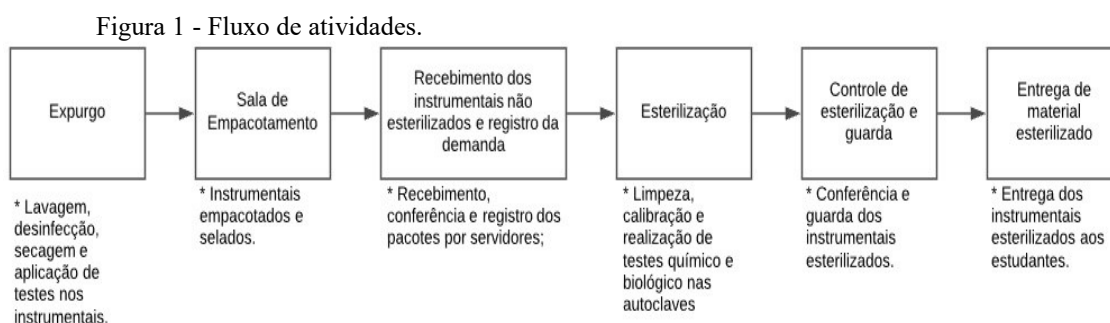 Figura 1 - Fluxo de atividades.
Expurgo
Sala de
Empacotamento
Recebimento dos
instrumentais não
esterilizados e registro da
demanda
Esterilização
Controle de
esterilização e
guarda
Entrega de
material
esterilizado
* Lavagem,
desinfecção,
secagem e
aplicação de
testes nos
instrumentais.
* Instrumentais
empacotados e
selados.
* Recebimento,
conferência e registro dos
pacotes por servidores;
* Limpeza,
calibração e
realização de
testes químico e
biológico nas
autoclaves
* Conferência e
guarda dos
instrumentais
esterilizados.
* Entrega dos
instrumentais
esterilizados aos
estudantes.